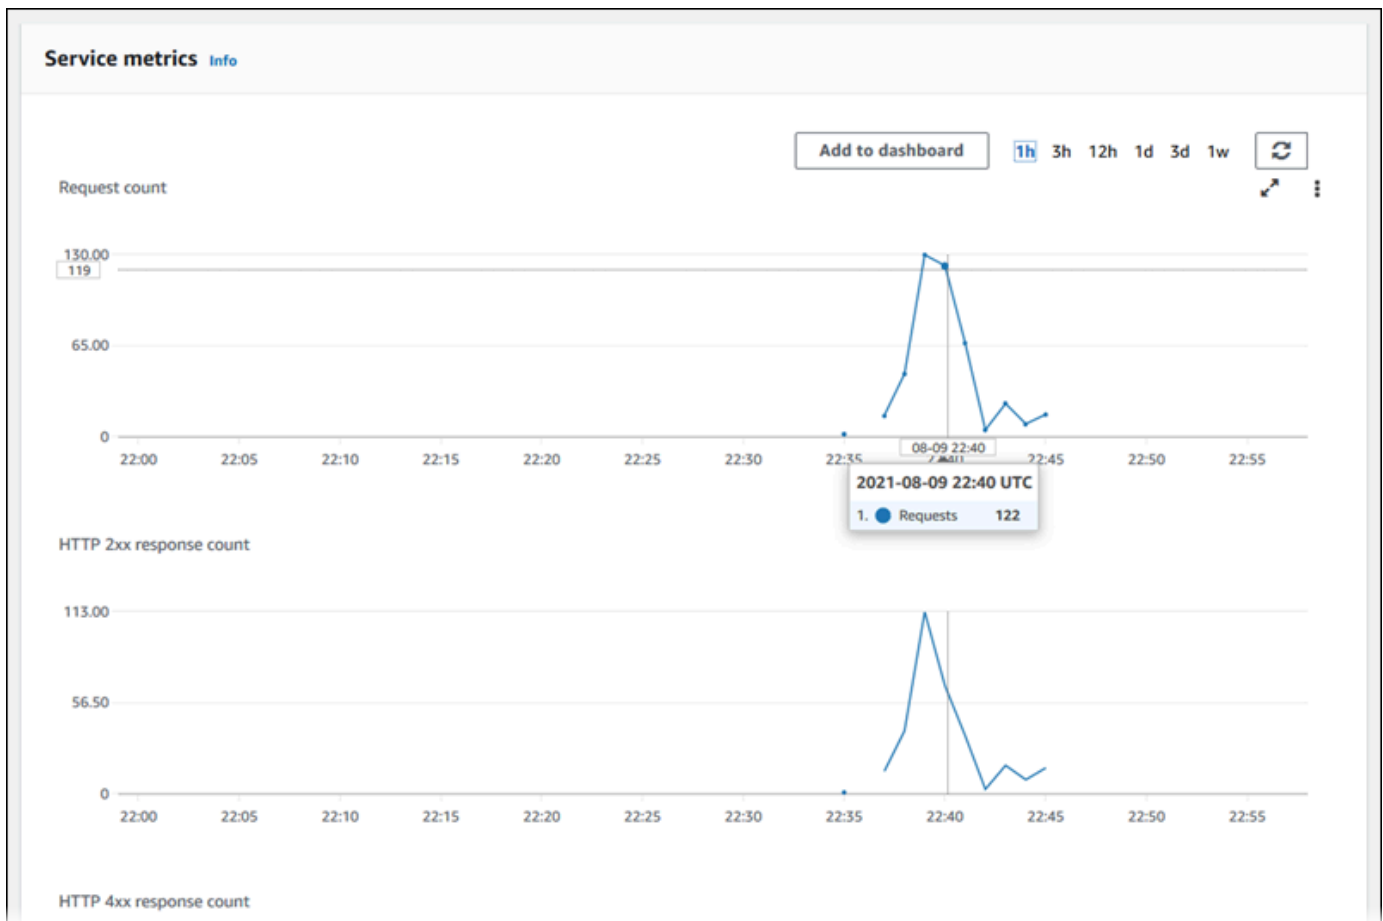 Service metrics Info
Add to dashboard 1h 3h 12h 1d 3d 1w
Request count
130.00
119
65.00
0
08-09 22:40
22:00 22:05 22:10 22:15 22:20 22:25 22:30 22:35 22:40 22:45 22:50 22:55
2021-08-09 22:40 UTC
1. Requests 122
HTTP 2xx response count
113.00
56.50
0
22:00 22:05 22:10 22:15 22:20 22:25 22:30 22:35 22:40 22:45 22:50 22:55
HTTP 4xx response count